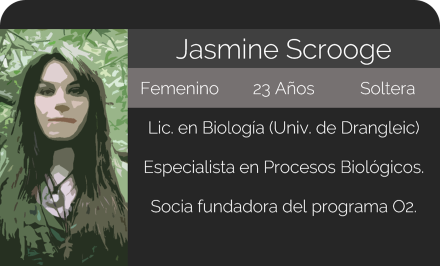 Jasmine Scrooge
Femenino 23 Años Soltera
Lic. en Biología (Univ. de Drangleic)
Especialista en Procesos Biológicos.
Socia fundadora del programa O2.